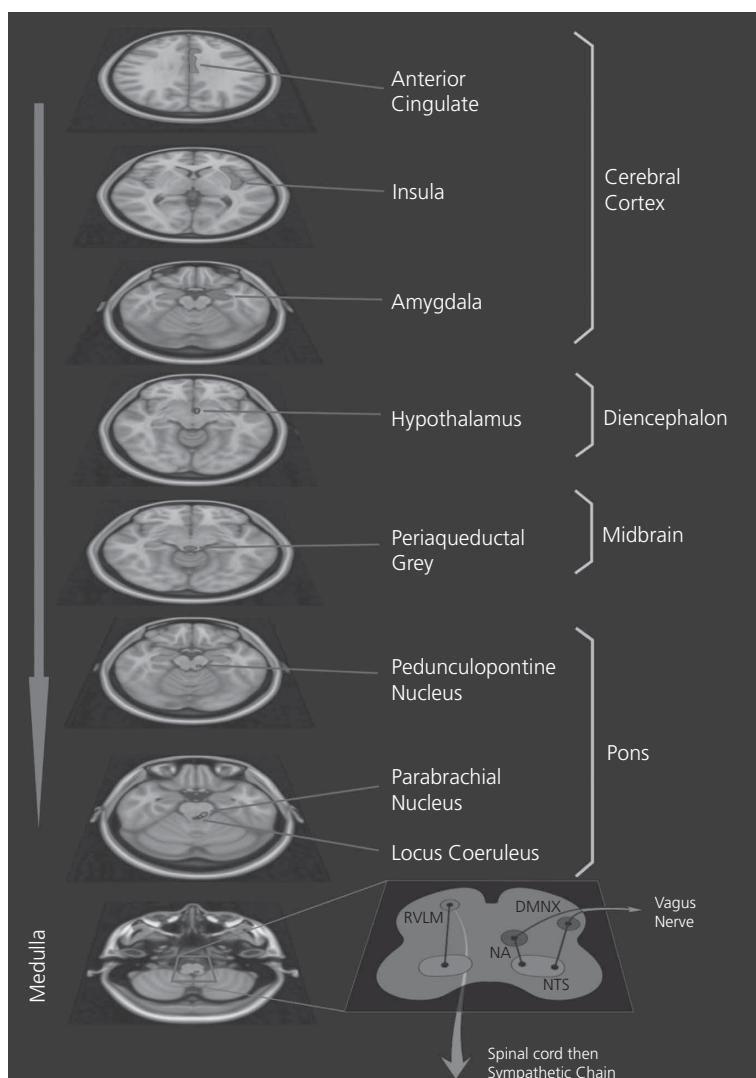 Anterior
Cingulate
Insula
Cerebral
Cortex
Amygdala
Hypothalamus
Diencephalon
Periaqueductal
Grey
Midbrain
Pedunculopontine
Nucleus
Pons
Parabrachial
Nucleus
Locus Coeruleus
Medulla
RVLM
DMNX
NA
NTS
Vagus
Nerve
Spinal cord then
Sympathetic Chain